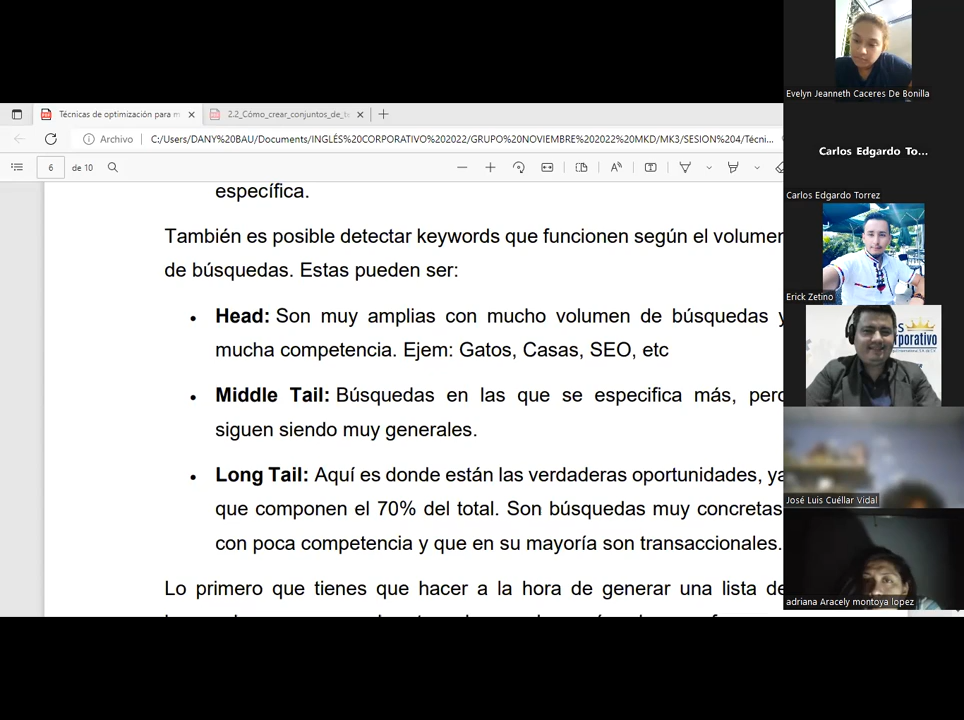 Técnicas de optimización para m
2.2_Cómo_crear_conjuntos_de_
Archivo
C:/Users/DANY%20BAU/Documents/INGLÉS%20CORPORATIVO%202022/GRUPO%20NOVIEMBRE%202022%20MKD/MK3/SESION%204/Técni...
6 de 10
específica.
También es posible detectar keywords que funcionen según el volumen
de búsquedas. Estas pueden ser:
• Head: Son muy amplias con mucho volumen de búsquedas y
mucha competencia. Ejem: Gatos, Casas, SEO, etc
• Middle Tail: Búsquedas en las que se especifica más, pero
siguen siendo muy generales.
• Long Tail: Aquí es donde están las verdaderas oportunidades, ya
que componen el 70% del total. Son búsquedas muy concretas
con poca competencia y que en su mayoría son transaccionales.
Lo primero que tienes que hacer a la hora de generar una lista de
Evelyn Jeanneth Caceres De Bonilla
Carlos Edgardo To...
Carlos Edgardo Torrez
Erick Zetino
José Luis Cuéllar Vidal
adriana Aracely montoya lopez